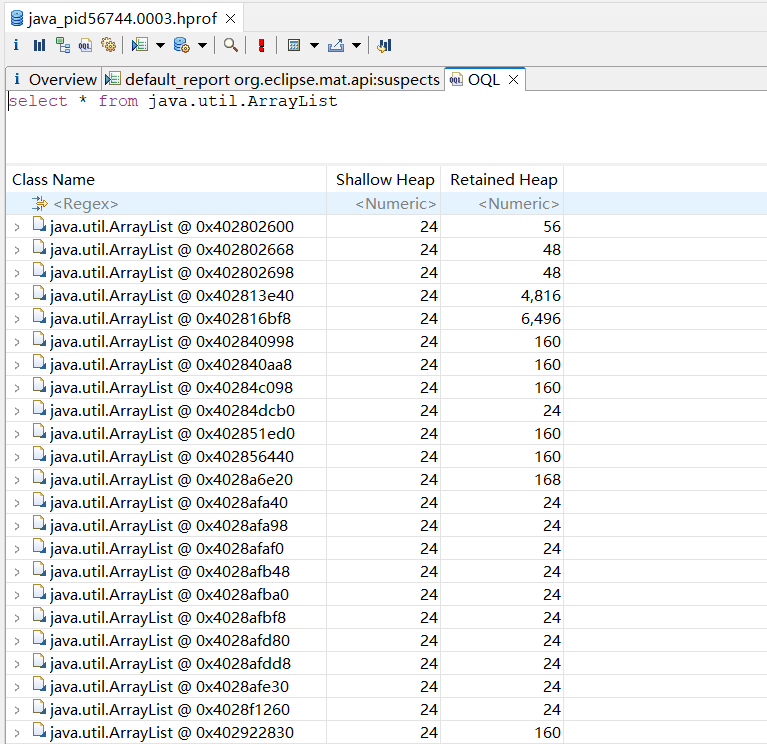 java_pid56744.0003.hprof
Overview default_report org.eclipse.mat.api:suspects OQL
select * from java.util.ArrayList
Class Name Shallow Heap Retained Heap
<Regex> <Numeric> <Numeric>
java.util.ArrayList @ 0x402802600 24 56
java.util.ArrayList @ 0x402802668 24 48
java.util.ArrayList @ 0x402802698 24 48
java.util.ArrayList @ 0x402813e40 24 4,816
java.util.ArrayList @ 0x402816bf8 24 6,496
java.util.ArrayList @ 0x402840998 24 160
java.util.ArrayList @ 0x402840aa8 24 160
java.util.ArrayList @ 0x40284c098 24 160
java.util.ArrayList @ 0x40284dcb0 24 24
java.util.ArrayList @ 0x402851ed0 24 160
java.util.ArrayList @ 0x402856440 24 160
java.util.ArrayList @ 0x4028a6e20 24 168
java.util.ArrayList @ 0x4028afa40 24 24
java.util.ArrayList @ 0x4028afa98 24 24
java.util.ArrayList @ 0x4028afaf0 24 24
java.util.ArrayList @ 0x4028afb48 24 24
java.util.ArrayList @ 0x4028afba0 24 24
java.util.ArrayList @ 0x4028afbf8 24 24
java.util.ArrayList @ 0x4028afd80 24 24
java.util.ArrayList @ 0x4028afdd8 24 24
java.util.ArrayList @ 0x4028afe30 24 24
java.util.ArrayList @ 0x4028f1260 24 24
java.util.ArrayList @ 0x402922830 24 160